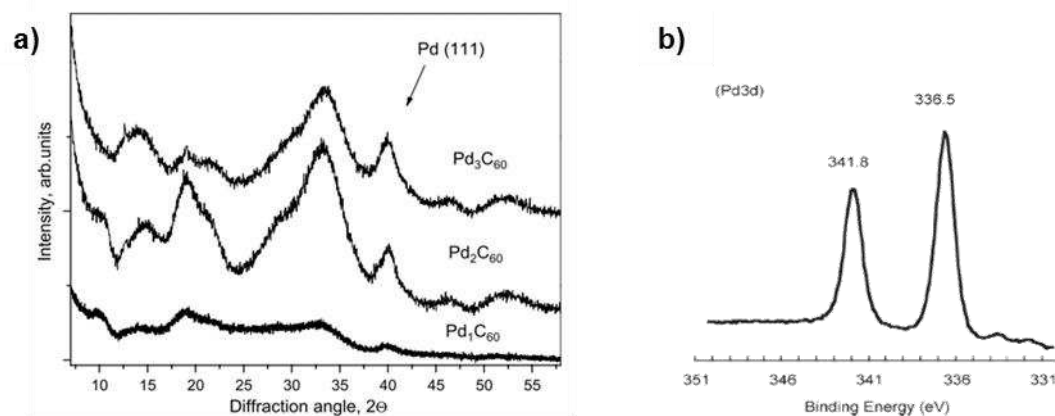 a)
Pd (111)
Pd₃C₆₀
Pd₂C₆₀
Pd₁C₆₀
Intensity, arb.units
10 15 20 25 30 35 40 45 50 55
Diffraction angle, 2Θ
b)
(Pd3d)
336.5
341.8
351 346 341 336 331
Binding Energy (eV)